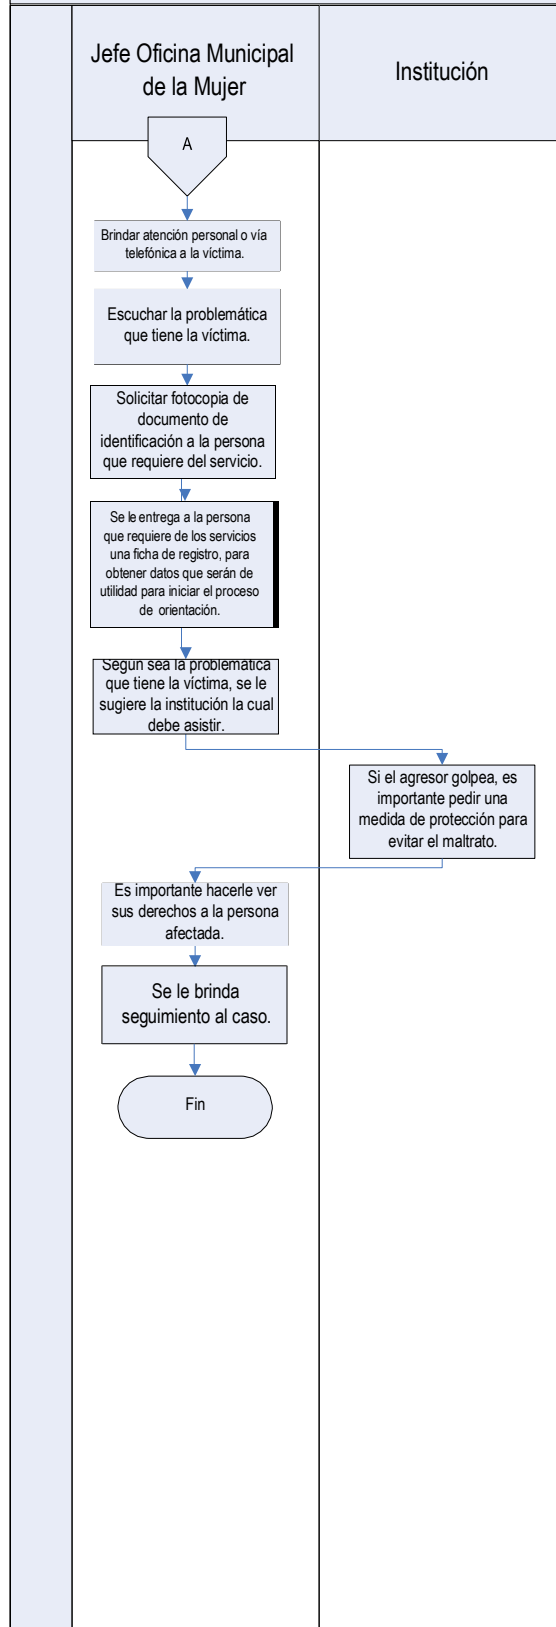 Jefe Oficina Municipal
de la Mujer
Institución
A
Brindar atención personal o vía
telefónica a la víctima.
Escuchar la problemática
que tiene la víctima.
Solicitar fotocopia de
documento de
identificación a la persona
que requiere del servicio.
Se le entrega a la persona
que requiere de los servicios
una ficha de registro, para
obtener datos que serán de
utilidad para iniciar el proceso
de orientación.
Según sea la problemática
que tiene la víctima, se le
sugiere la institución la cual
debe asistir.
Si el agresor golpea, es
importante pedir una
medida de protección para
evitar el maltrato.
Es importante hacerle ver
sus derechos a la persona
afectada.
Se le brinda
seguimiento al caso.
Fin